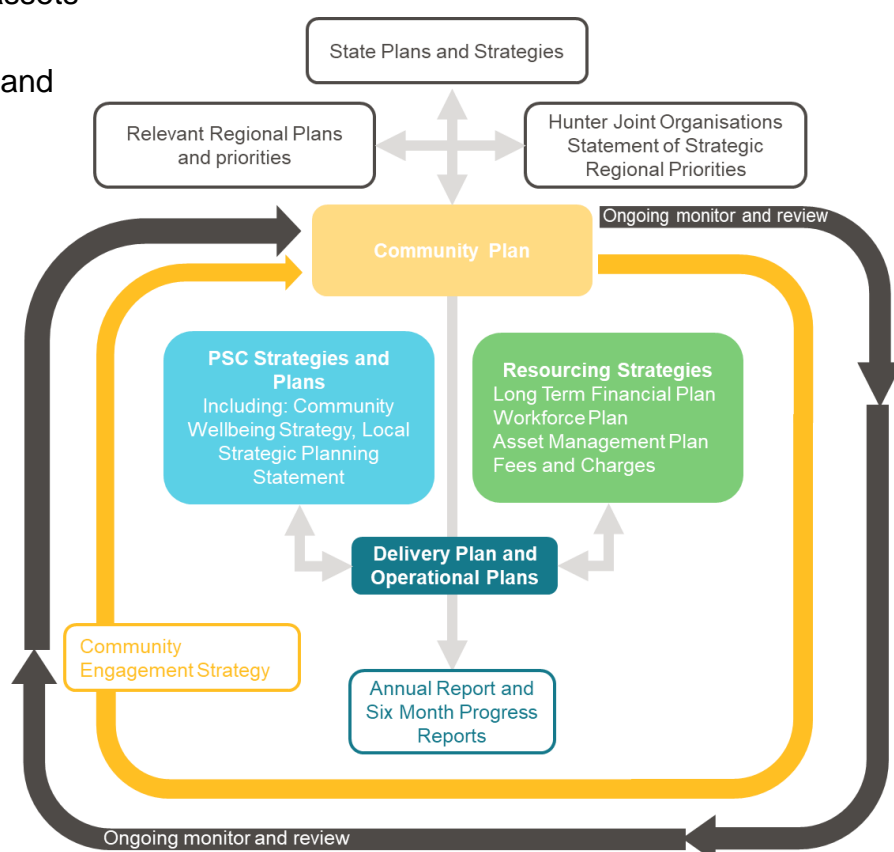 assets
and
State Plans and Strategies
Relevant Regional Plans
and priorities
Hunter Joint Organisations
Statement of Strategic
Regional Priorities
Ongoing monitor and review
Community Plan
PSC Strategies and
Plans
Including: Community
Wellbeing Strategy, Local
Strategic Planning
Statement
Resourcing Strategies
Long Term Financial Plan
Workforce Plan
Asset Management Plan
Fees and Charges
Delivery Plan and
Operational Plans
Community
Engagement Strategy
Annual Report and
Six Month Progress
Reports
Ongoing monitor and review